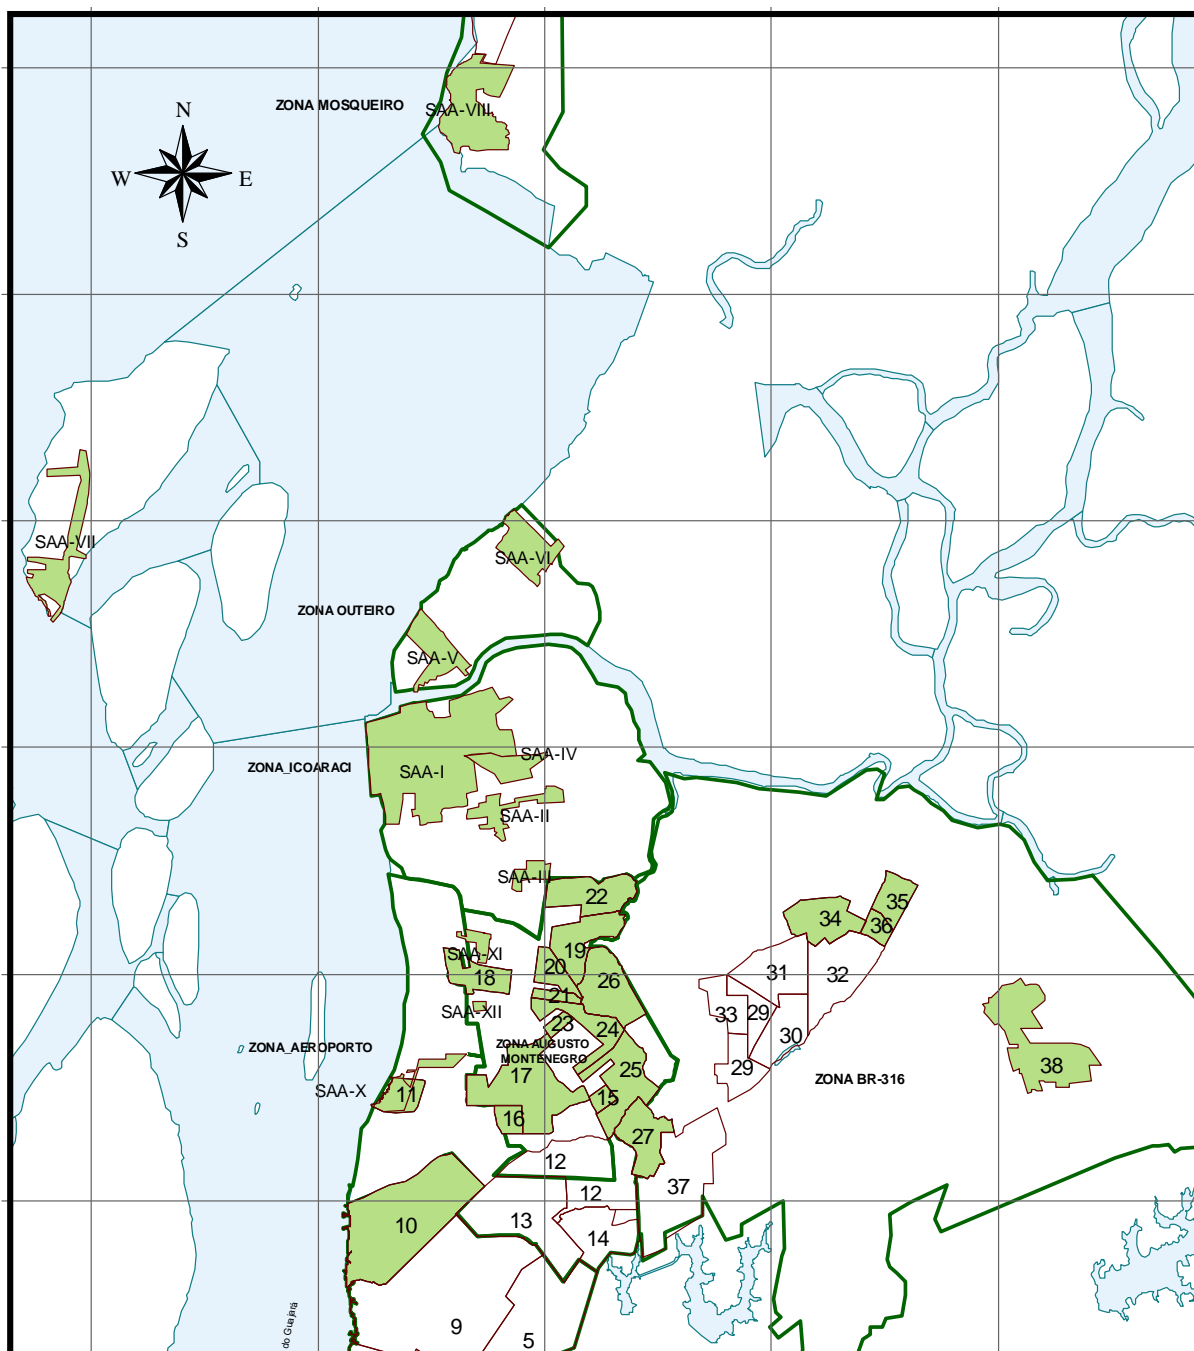 ZONA MOSQUEIRO
SAA-VIII
N
W
E
S
SAA-VII
SAA-VI
ZONA OUTEIRO
SAA-V
SAA-IV
ZONA_ICOARACI
SAA-I
SAA-II
SAA-III
22
35
34
36
19
SAA-XI
20
18
26
31
32
21
SAA-XII
33
29
23
24
30
ZONA AUGUSTO
MONTENEGRO
ZONA_AEROPORTO
17
25
29
38
ZONA BR-316
SAA-X
11
15
16
27
12
37
12
10
13
14
do Guajará
9
5